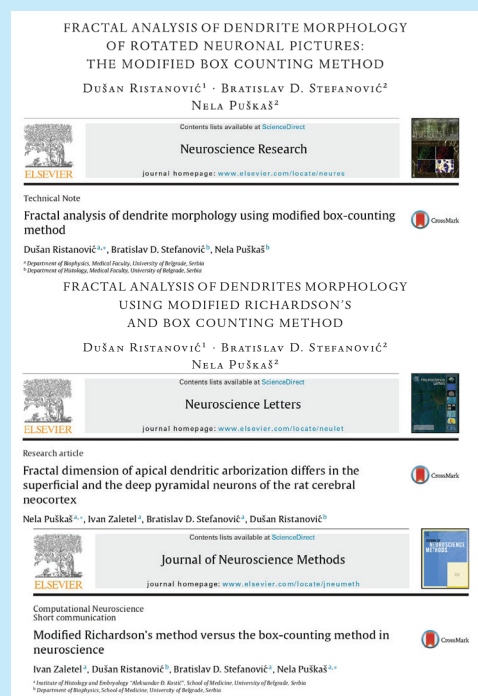 FRACTAL ANALYSIS OF DENDRITE MORPHOLOGY
OF ROTATED NEURONAL PICTURES:
THE MODIFIED BOX COUNTING METHOD
Dušan Ristanović¹ · Bratislav D. Stefanović²
Nela Puškaš²
Contents lists available at ScienceDirect
Neuroscience Research
journal homepage: www.elsevier.com/locate/neures
ELSEVIER
Technical Note
Fractal analysis of dendrite morphology using modified box-counting
method
CrossMark
Dušan Ristanović a,*, Bratislav D. Stefanović b, Nela Puškaš b
a Department of Biophysics, Medical Faculty, University of Belgrade, Serbia
b Department of Histology, Medical Faculty, University of Belgrade, Serbia
FRACTAL ANALYSIS OF DENDRITES MORPHOLOGY
USING MODIFIED RICHARDSON'S
AND BOX COUNTING METHOD
Dušan Ristanović¹ · Bratislav D. Stefanović²
Nela Puškaš²
Contents lists available at ScienceDirect
Neuroscience Letters
journal homepage: www.elsevier.com/locate/neulet
ELSEVIER
Research article
Fractal dimension of apical dendritic arborization differs in the
superficial and the deep pyramidal neurons of the rat cerebral
neocortex
CrossMark
Nela Puškaš a,*, Ivan Zaletel a, Bratislav D. Stefanović a, Dušan Ristanović b
Contents lists available at ScienceDirect
Journal of Neuroscience Methods
journal homepage: www.elsevier.com/locate/jneumeth
ELSEVIER
Computational Neuroscience
Short communication
Modified Richardson's method versus the box-counting method in
neuroscience
CrossMark
Ivan Zaletel a, Dušan Ristanović b, Bratislav D. Stefanović a, Nela Puškaš a,*
a Institute of Histology and Embryology "Aleksandar Đ. Kostić", School of Medicine, University of Belgrade, Serbia
b Department of Biophysics, School of Medicine, University of Belgrade, Serbia